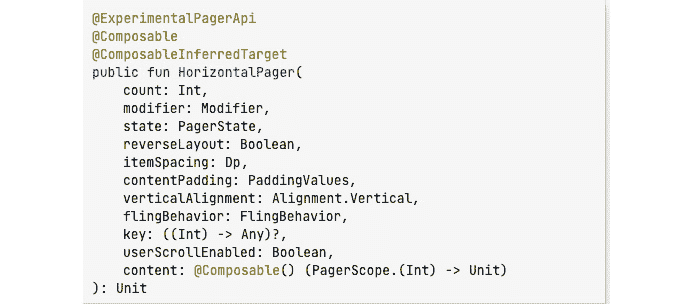 @ExperimentalPagerApi
@Composable
@ComposableInferredTarget
public fun HorizontalPager(
    count: Int,
    modifier: Modifier,
    state: PagerState,
    reverseLayout: Boolean,
    itemSpacing: Dp,
    contentPadding: PaddingValues,
    verticalAlignment: Alignment.Vertical,
    flingBehavior: FlingBehavior,
    key: ((Int) -> Any)?,
    userScrollEnabled: Boolean,
    content: @Composable() (PagerScope.(Int) -> Unit)
): Unit